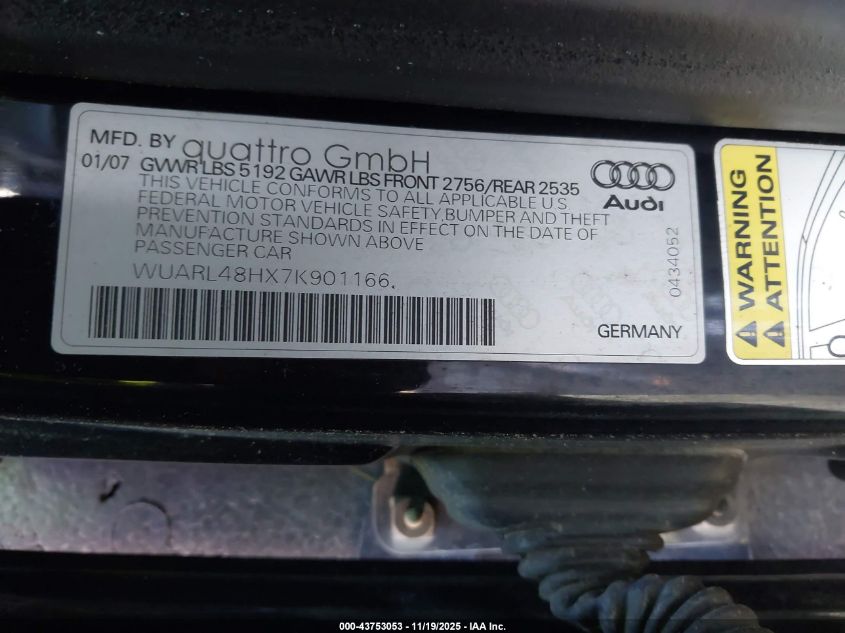 MFD. BY quattro GmbH
01/07 GVWR LBS 5192 GAWR LBS FRONT 2756/REAR 2535
THIS VEHICLE CONFORMS TO ALL APPLICABLE U.S.
FEDERAL MOTOR VEHICLE SAFETY,BUMPER AND THEFT
PREVENTION STANDARDS IN EFFECT ON THE DATE OF
MANUFACTURE SHOWN ABOVE
PASSENGER CAR
WUARL48HX7K901166
Audi
0434052
GERMANY
WARNING
ATTENTION
000-43753053 - 11/19/2025 - IAA Inc.